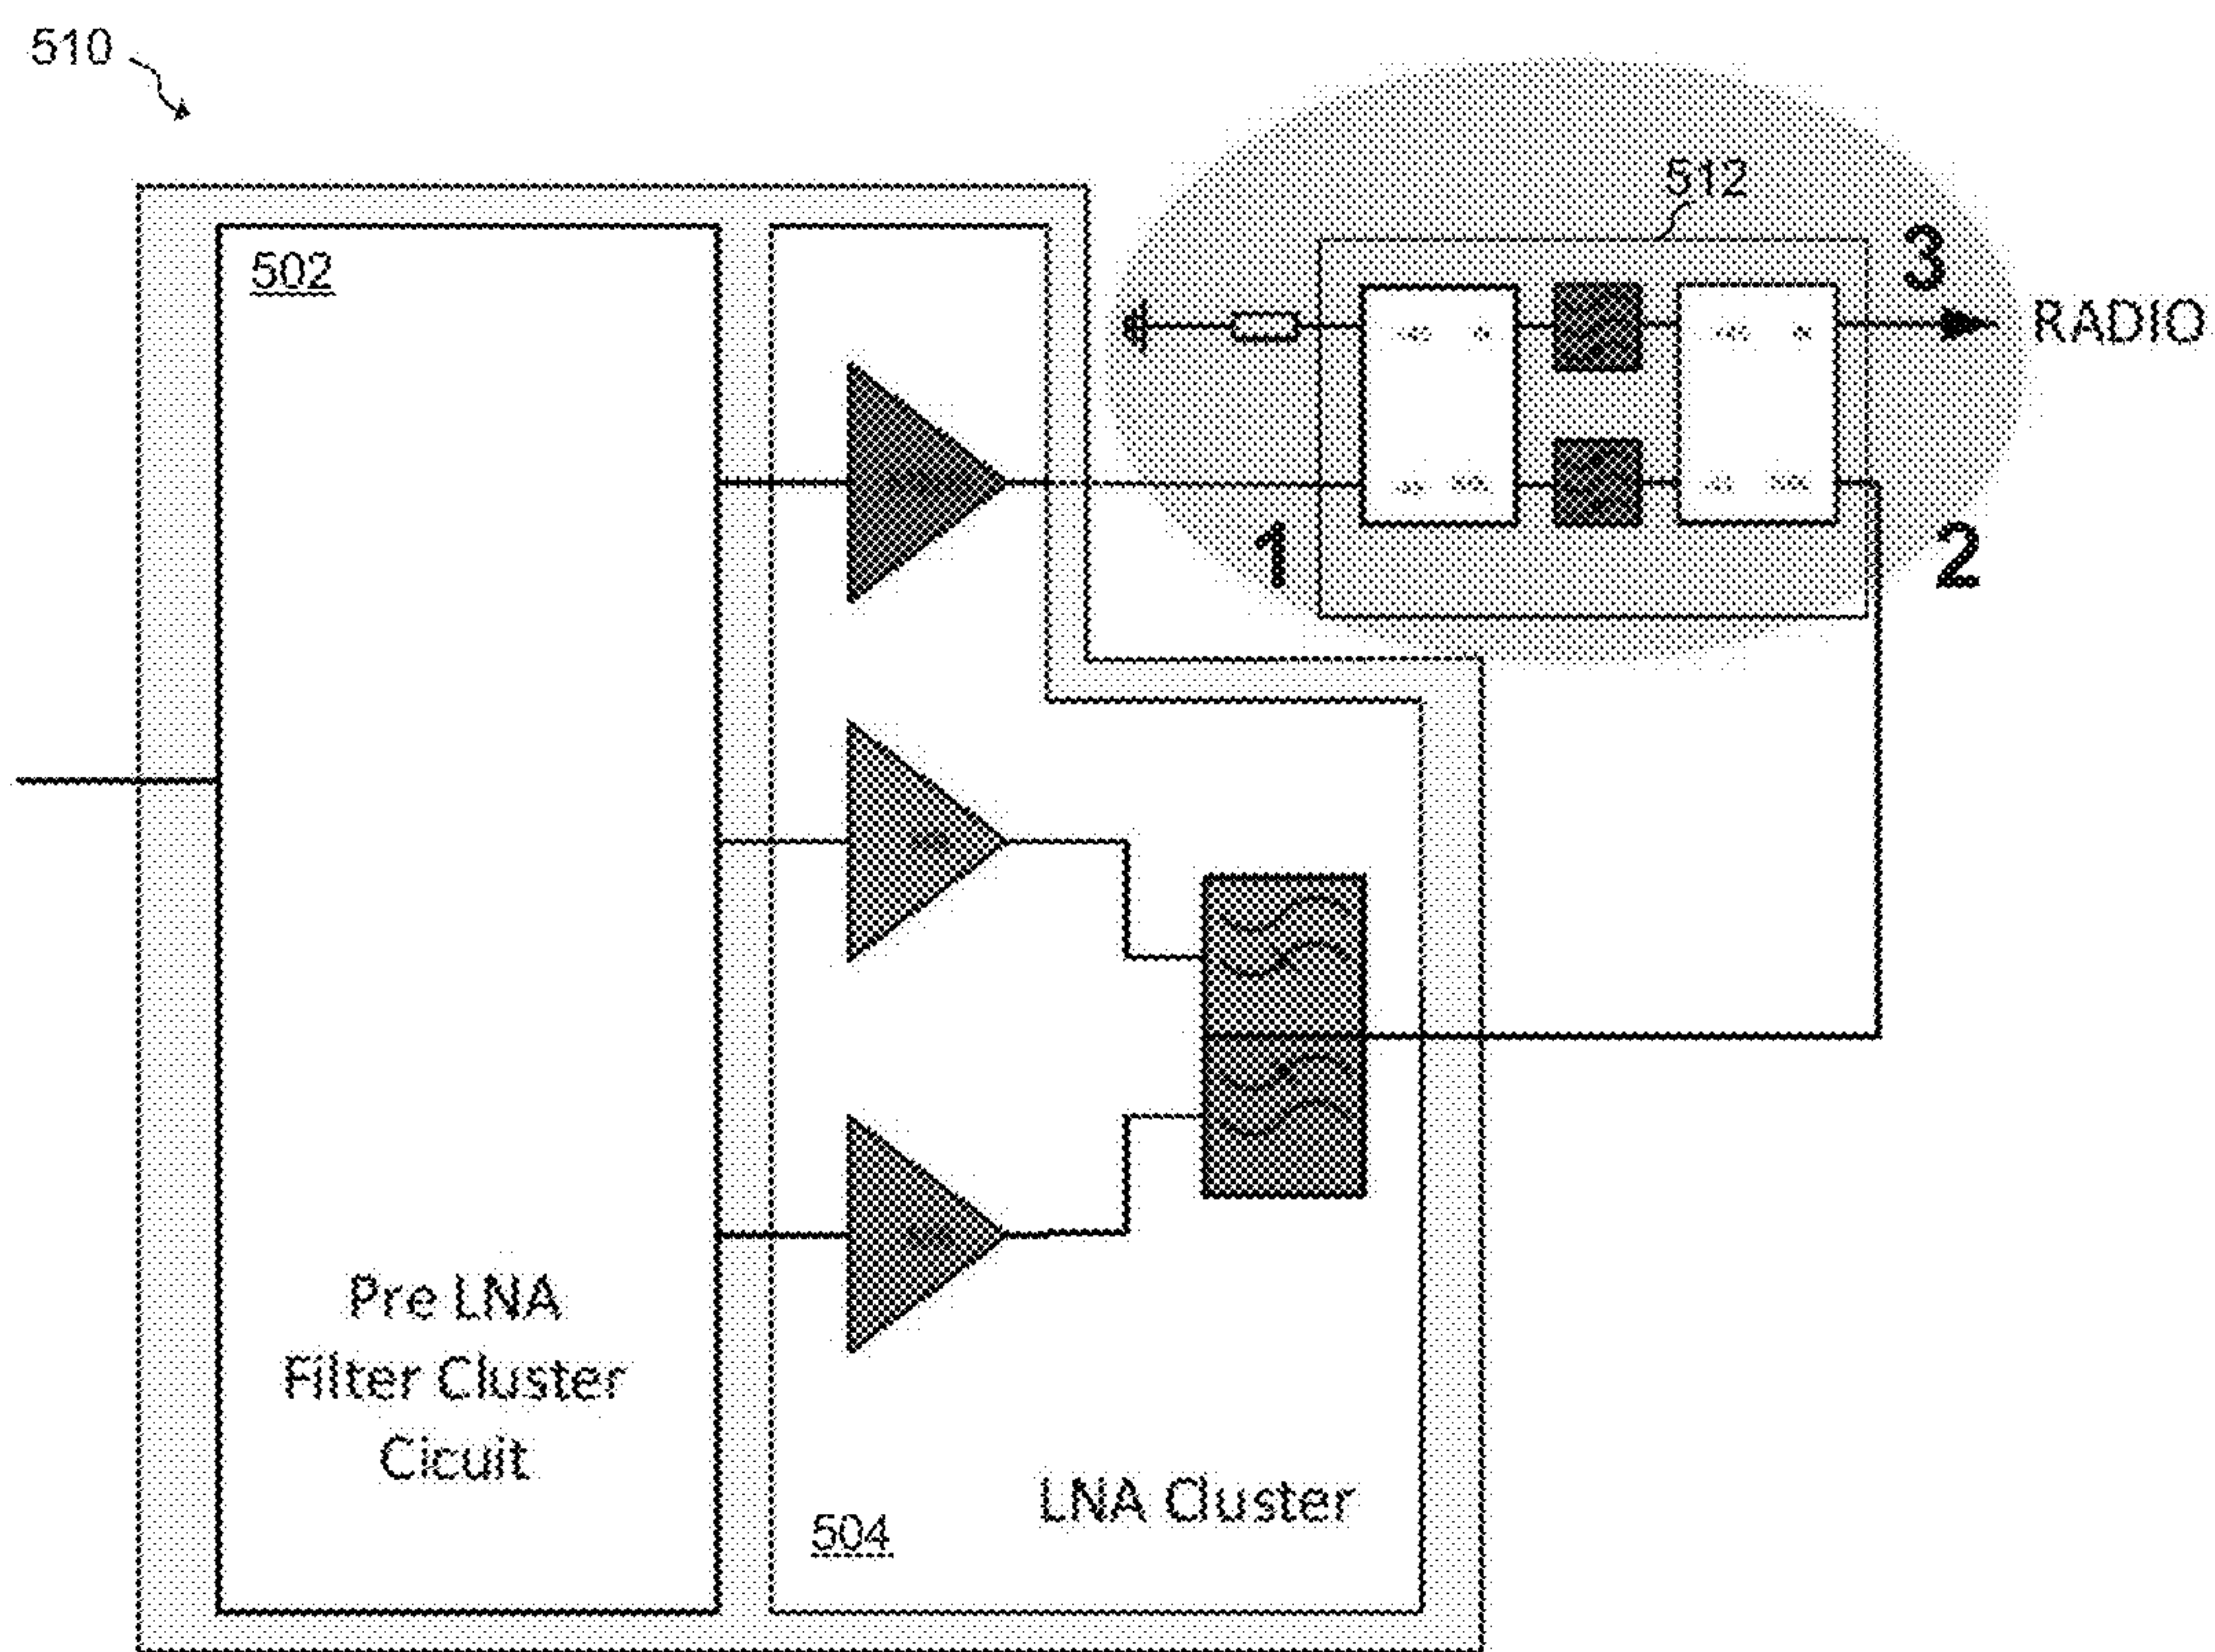 510
512
502
3
RADIO
1
2
Pre LNA
Filter Cluster
Cicuit
LNA Cluster
504